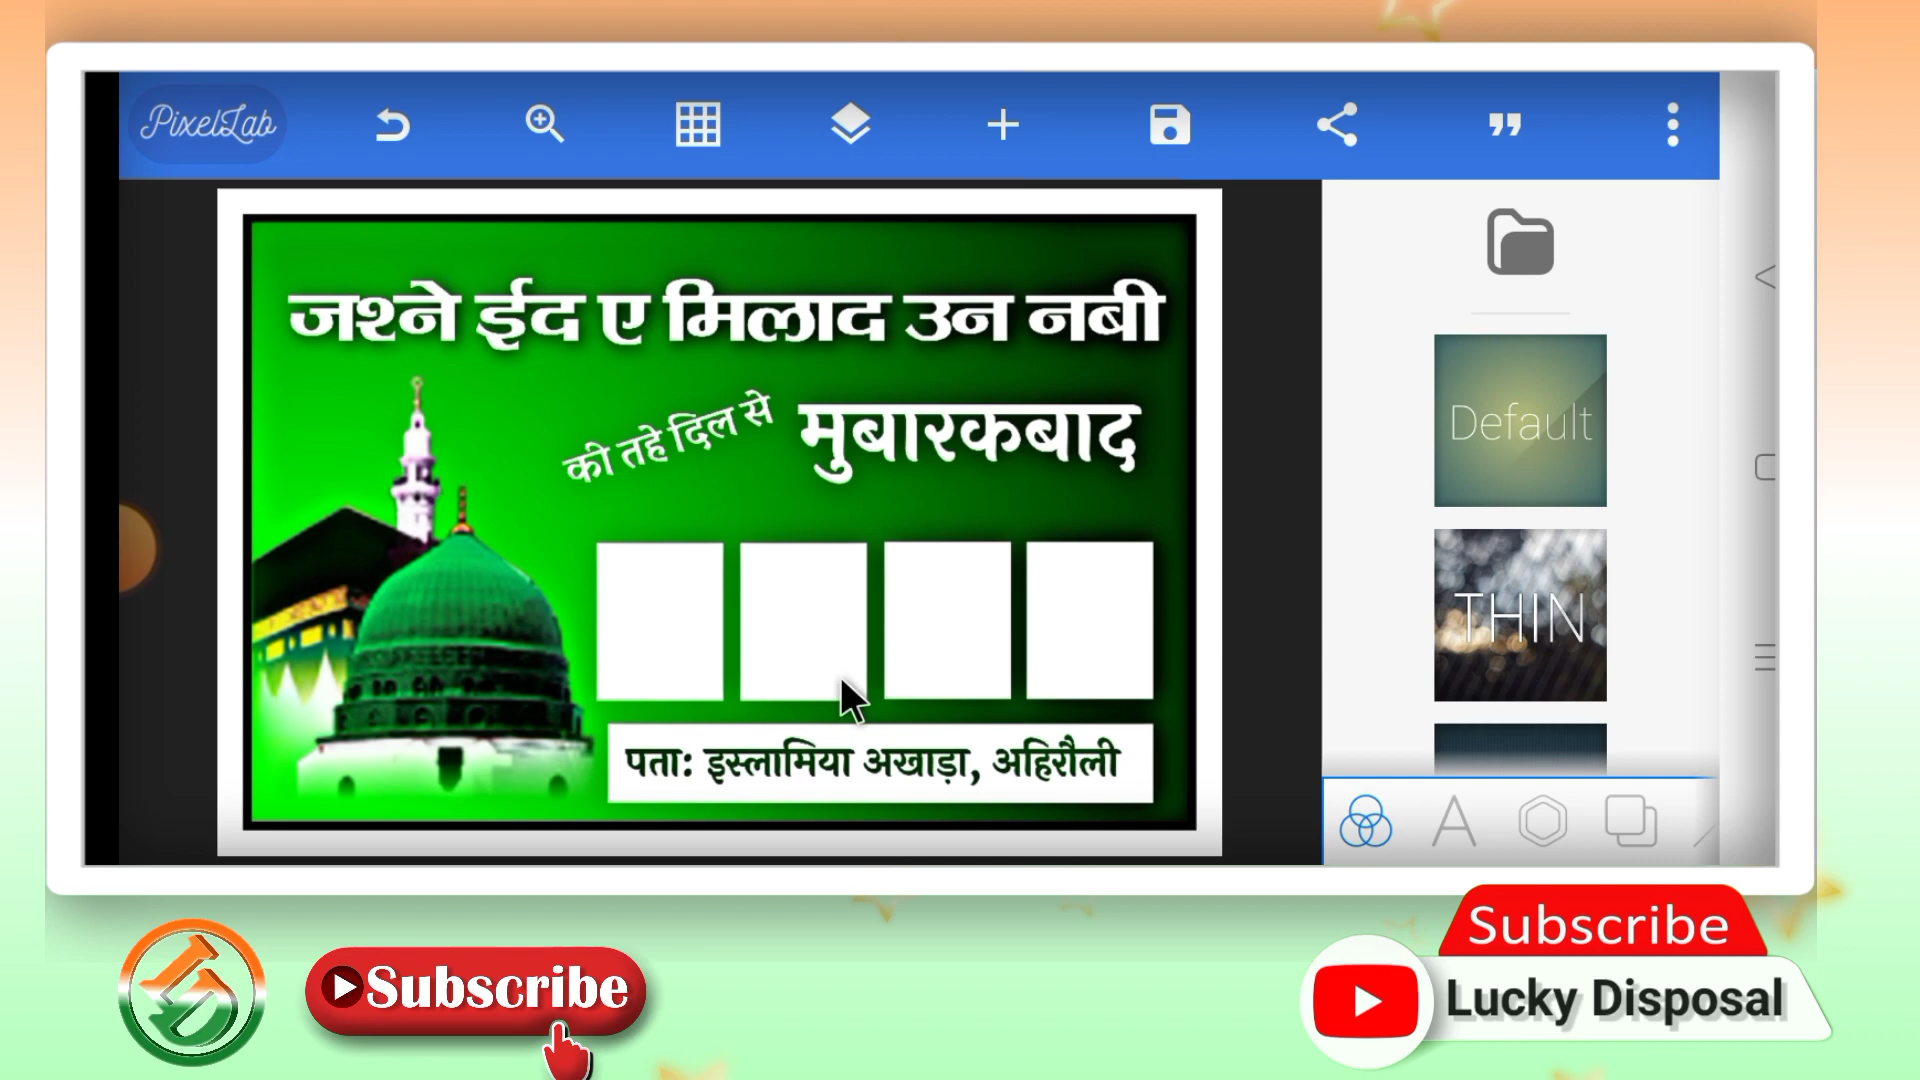 PixelLab
जश्ने ईद ए मिलाद उन नबी
की तहे दिल से मुबारकबाद
पता: इस्लामिया अखाड़ा, अहिरौली
Default
THIN
A
Subscribe
Subscribe
Lucky Disposal